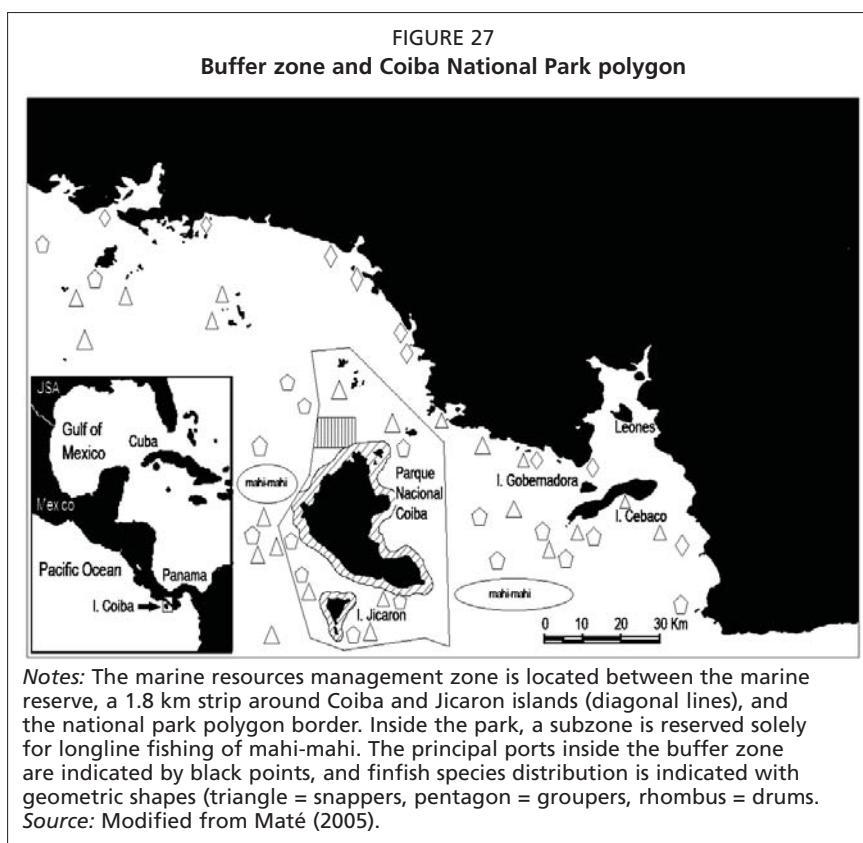 FIGURE 27
Buffer zone and Coiba National Park polygon
USA
Gulf of
Mexico
Cuba
Mexico
Pacific Ocean
Panama
I. Coiba
mahi-mahi
Parque
Nacional
Coiba
I. Jicaron
Leones
I. Gobernadora
I. Cebaco
mahi-mahi
0 10 20 30 Km
Notes: The marine resources management zone is located between the marine
reserve, a 1.8 km strip around Coiba and Jicaron islands (diagonal lines), and
the national park polygon border. Inside the park, a subzone is reserved solely
for longline fishing of mahi-mahi. The principal ports inside the buffer zone
are indicated by black points, and finfish species distribution is indicated with
geometric shapes (triangle = snappers, pentagon = groupers, rhombus = drums.
Source: Modified from Maté (2005).